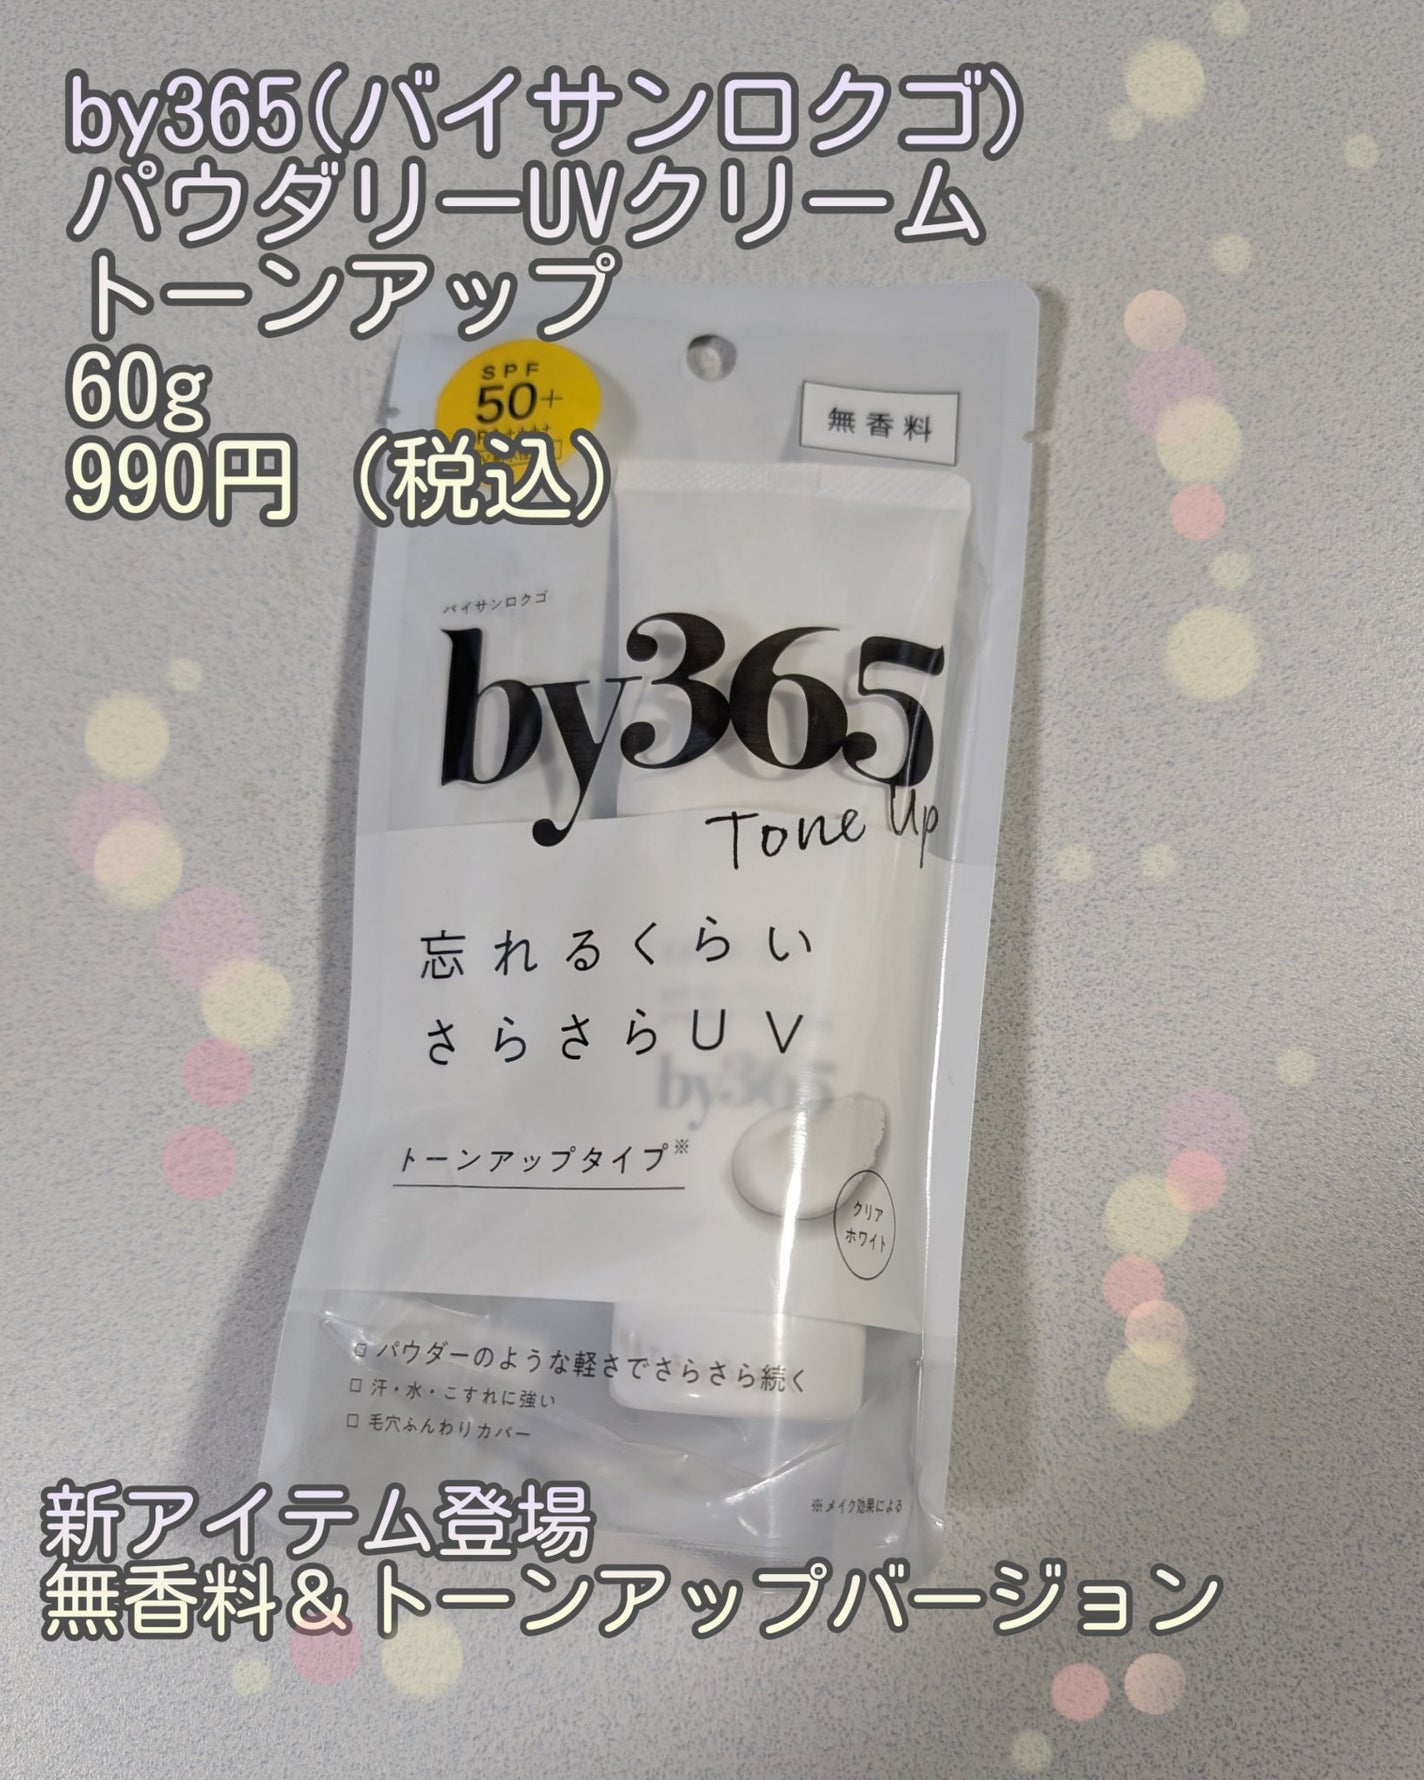 by365(バイサンロクゴ)
パウダリーUVクリーム
トーンアップ
60g
990円 (税込)
SPF
50+
無香料
バイサンロクゴ
by365
Tone Up
忘れるくらい
さらさらUV
by365
トーンアップタイプ※
クリア
ホワイト
□ パウダーのような軽さでさらさら続く
□ 汗・水・こすれに強い
□ 毛穴ふんわりカバー
※メイク効果による
新アイテム登場
無香料&トーンアップバージョン